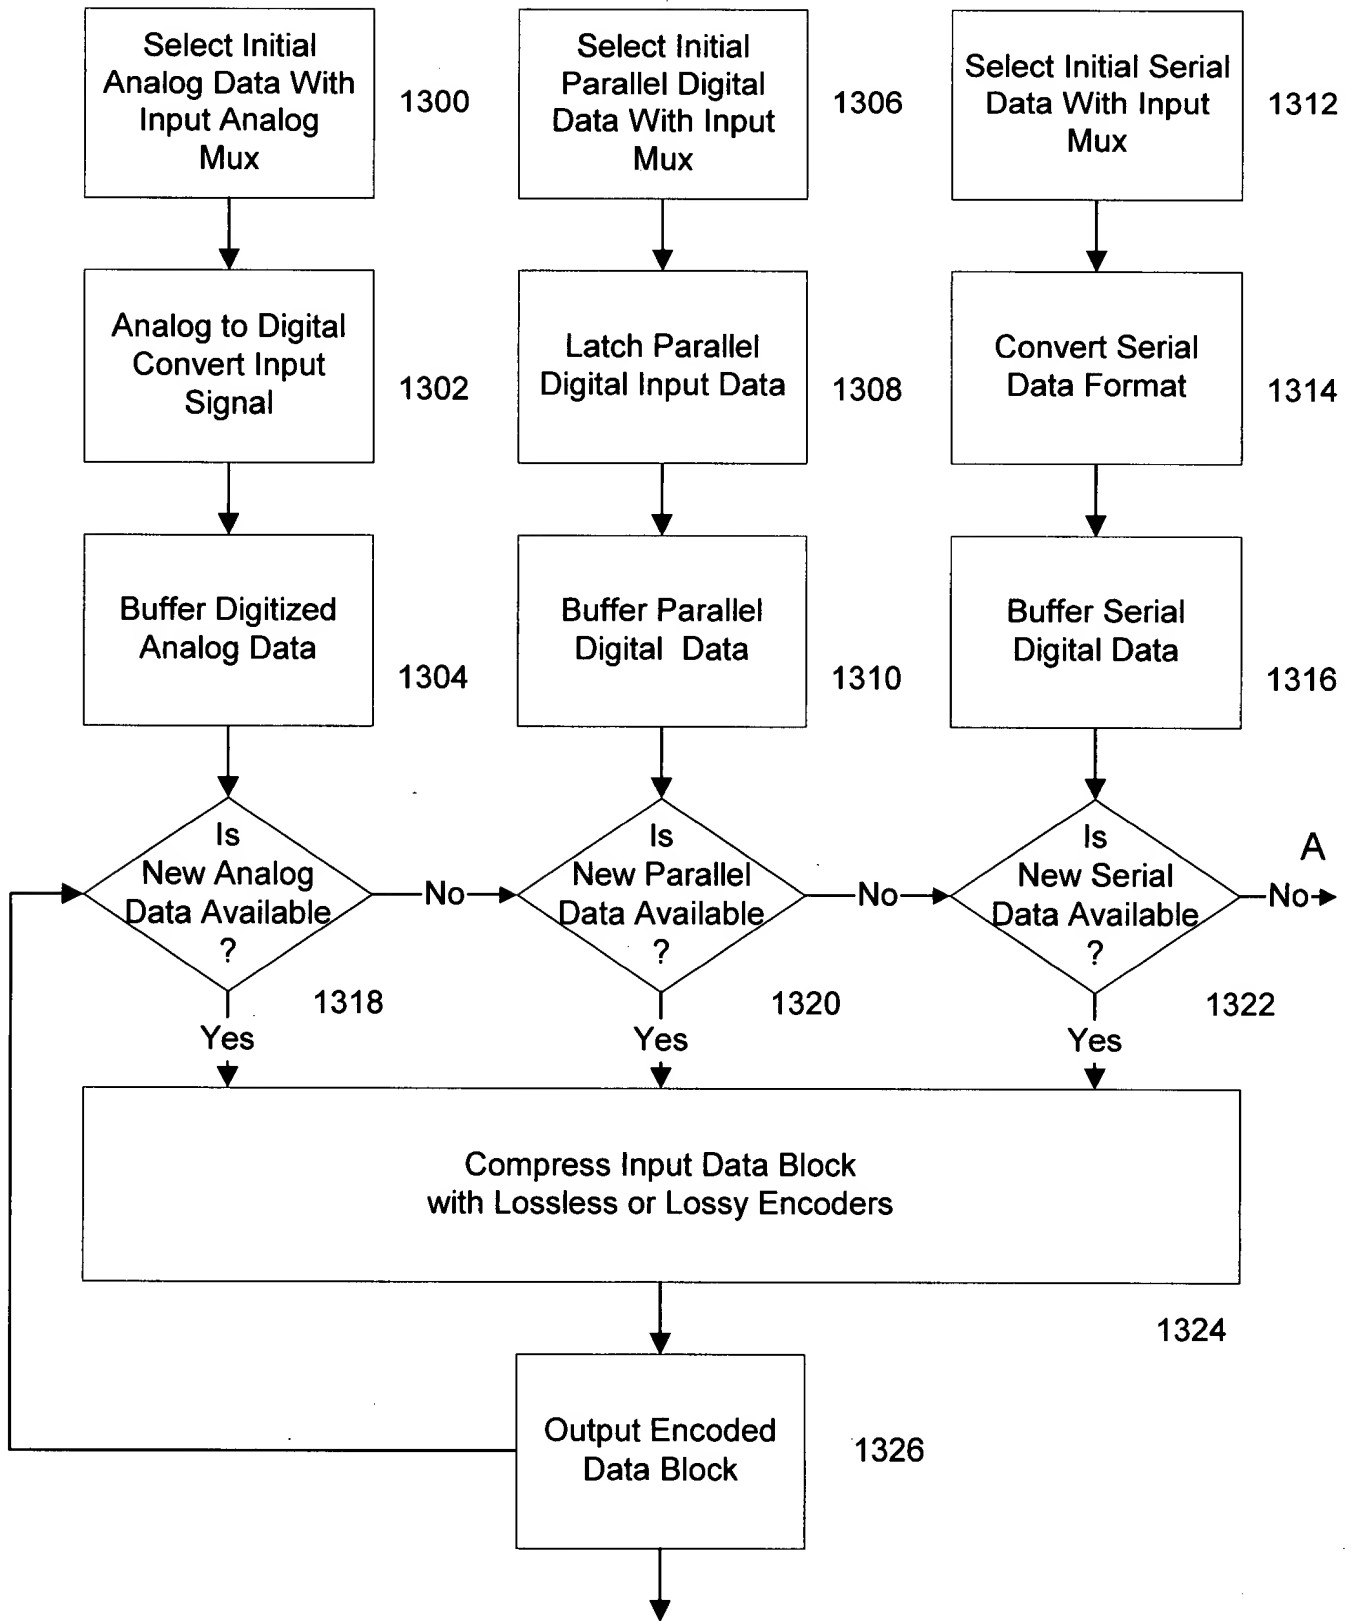 Select Initial
Analog Data With
Input Analog
Mux
1300
Select Initial
Parallel Digital
Data With Input
Mux
1306
Select Initial Serial
Data With Input
Mux
1312
Analog to Digital
Convert Input
Signal
1302
Latch Parallel
Digital Input Data
1308
Convert Serial
Data Format
1314
Buffer Digitized
Analog Data
1304
Buffer Parallel
Digital Data
1310
Buffer Serial
Digital Data
1316
Is
New Analog
Data Available
?
No
1318
Yes
Is
New Parallel
Data Available
?
No
1320
Yes
Is
New Serial
Data Available
?
A
No
1322
Yes
Compress Input Data Block
with Lossless or Lossy Encoders
1324
Output Encoded
Data Block
1326